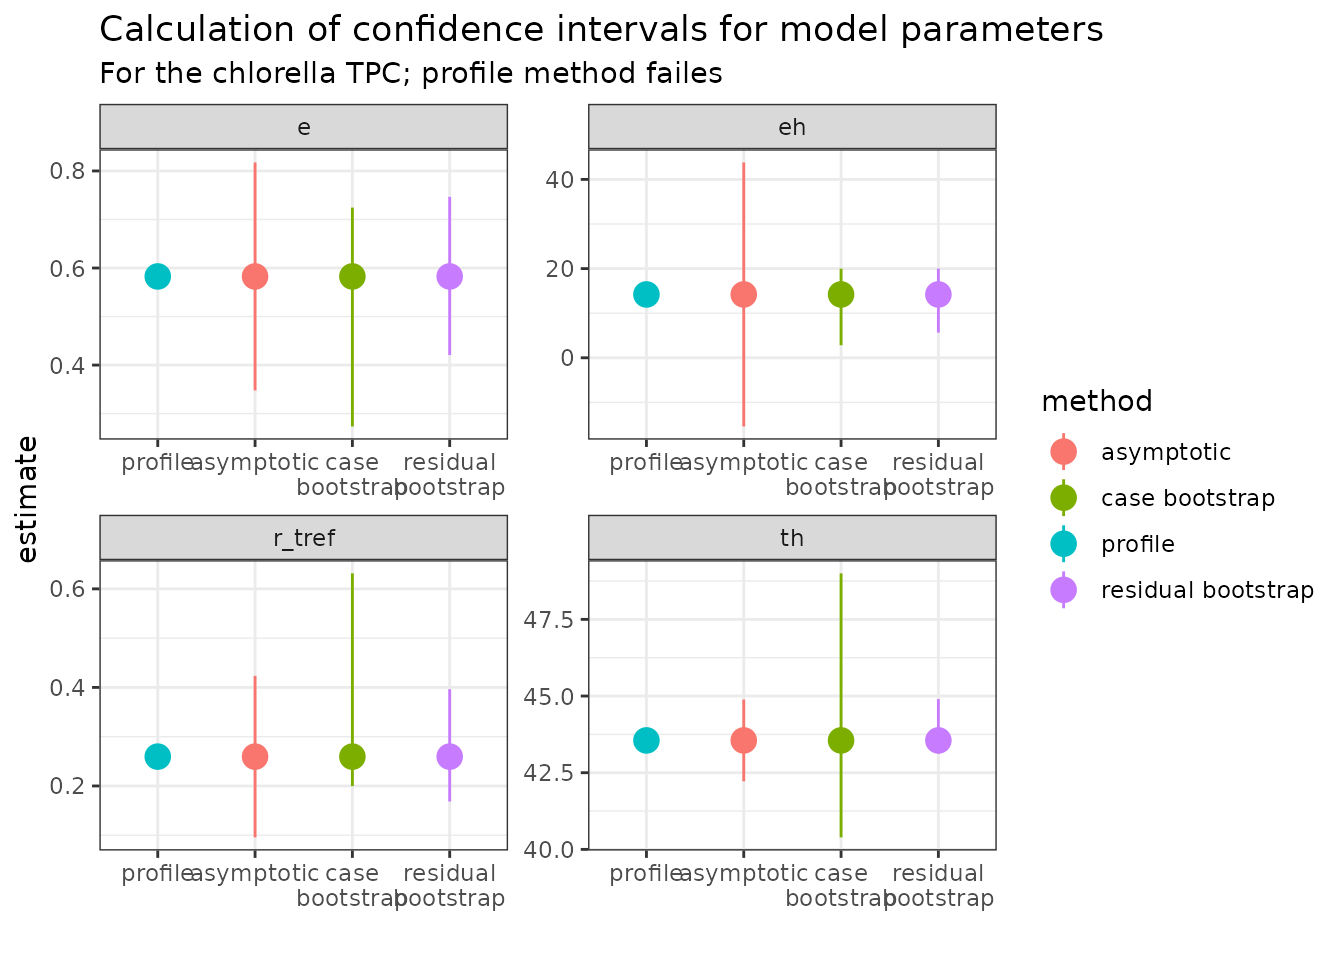 Calculation of confidence intervals for model parameters
For the chlorella TPC; profile method failes
e
0.8
0.6
0.4
profile asymptotic case bootstrap residual bootstrap
eh
40
20
0
profile asymptotic case bootstrap residual bootstrap
estimate
r_tref
0.6
0.4
0.2
profile asymptotic case bootstrap residual bootstrap
th
47.5
45.0
42.5
40.0
profile asymptotic case bootstrap residual bootstrap
method
asymptotic
case bootstrap
profile
residual bootstrap